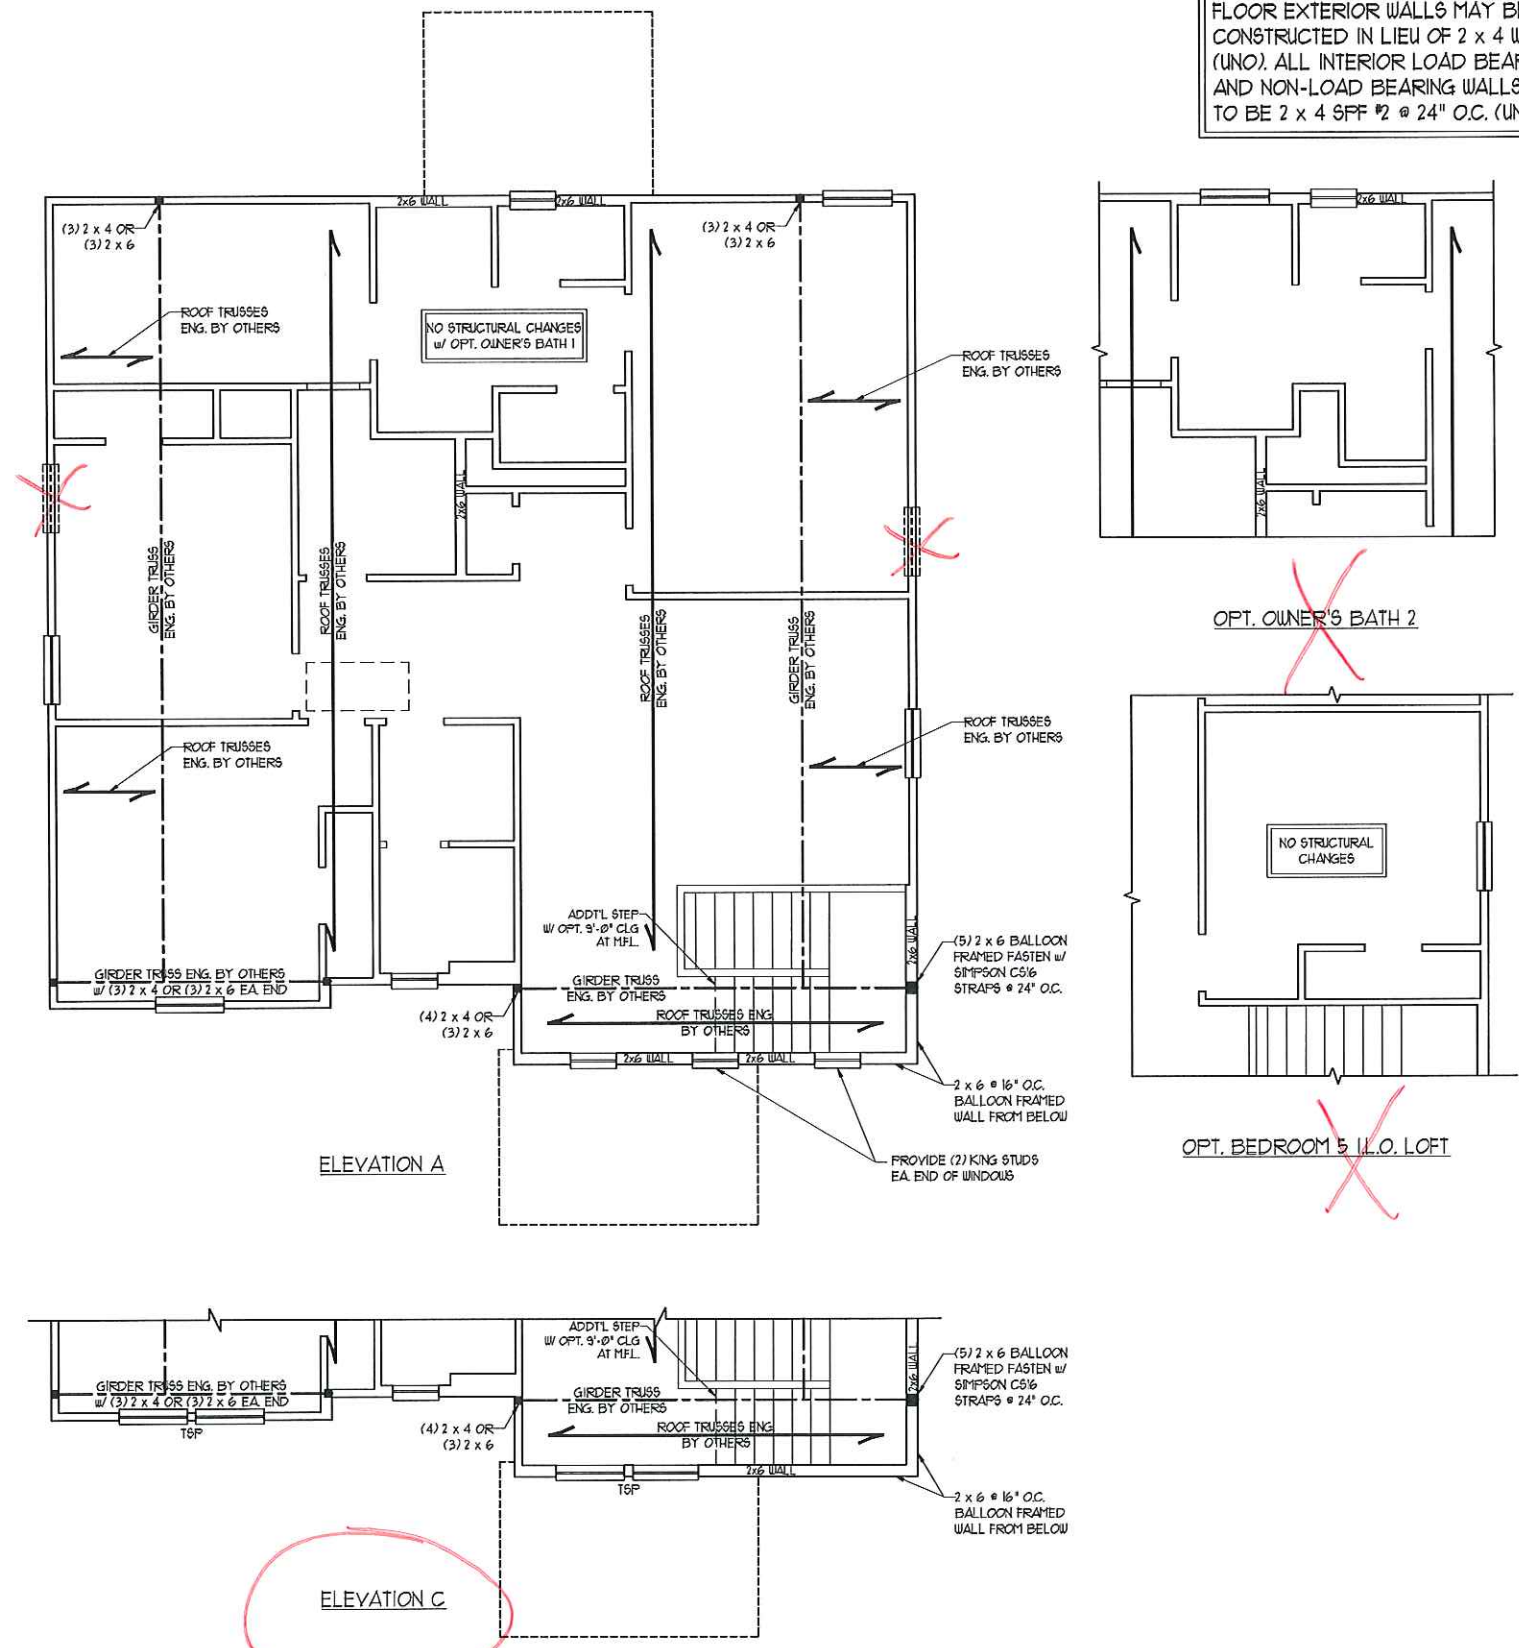 FLOOR EXTERIOR WALLS MAY BE
CONSTRUCTED IN LIEU OF 2 x 4 W
(UNO). ALL INTERIOR LOAD BEAR
AND NON-LOAD BEARING WALLS
TO BE 2 x 4 SPF #2 @ 24" O.C. (UN
2x6 WALL
2x6 WALL
(3) 2 x 4 OR
(3) 2 x 6
(3) 2 x 4 OR
(3) 2 x 6
2x6 WALL
ROOF TRUSSES
ENG. BY OTHERS
NO STRUCTURAL CHANGES
w/ OPT. OWNER'S BATH 1
ROOF TRUSSES
ENG. BY OTHERS
2x6 WALL
2x6 WALL
GIRDER TRUSS
ENG. BY OTHERS
ROOF TRUSSES
ENG. BY OTHERS
ROOF TRUSSES
ENG. BY OTHERS
GIRDER TRUSS
ENG. BY OTHERS
OPT. OWNER'S BATH 2
ROOF TRUSSES
ENG. BY OTHERS
ROOF TRUSSES
ENG. BY OTHERS
NO STRUCTURAL
CHANGES
ADDT'L STEP
W/ OPT. 9'-0" CLG
AT M.F.L.
2x6 WALL
(5) 2 x 6 BALLOON
FRAMED FASTEN w/
SIMPSON CS16
STRAPS @ 24" O.C.
GIRDER TRUSS ENG. BY OTHERS
w/ (3) 2 x 4 OR (3) 2 x 6 EA. END
GIRDER TRUSS
ENG. BY OTHERS
(4) 2 x 4 OR
(3) 2 x 6
ROOF TRUSSES ENG
BY OTHERS
2x6 WALL
2x6 WALL
2 x 6 @ 16" O.C.
BALLOON FRAMED
WALL FROM BELOW
OPT. BEDROOM 5 I.L.O. LOFT
ELEVATION A
PROVIDE (2) KING STUDS
EA. END OF WINDOWS
ADDT'L STEP
W/ OPT. 9'-0" CLG
AT M.F.L.
2x6 WALL
(5) 2 x 6 BALLOON
FRAMED FASTEN w/
SIMPSON CS16
STRAPS @ 24" O.C.
GIRDER TRUSS ENG. BY OTHERS
w/ (3) 2 x 4 OR (3) 2 x 6 EA. END
TSP
GIRDER TRUSS
ENG. BY OTHERS
(4) 2 x 4 OR
(3) 2 x 6
ROOF TRUSSES ENG
BY OTHERS
2x6 WALL
TSP
2 x 6 @ 16" O.C.
BALLOON FRAMED
WALL FROM BELOW
ELEVATION C